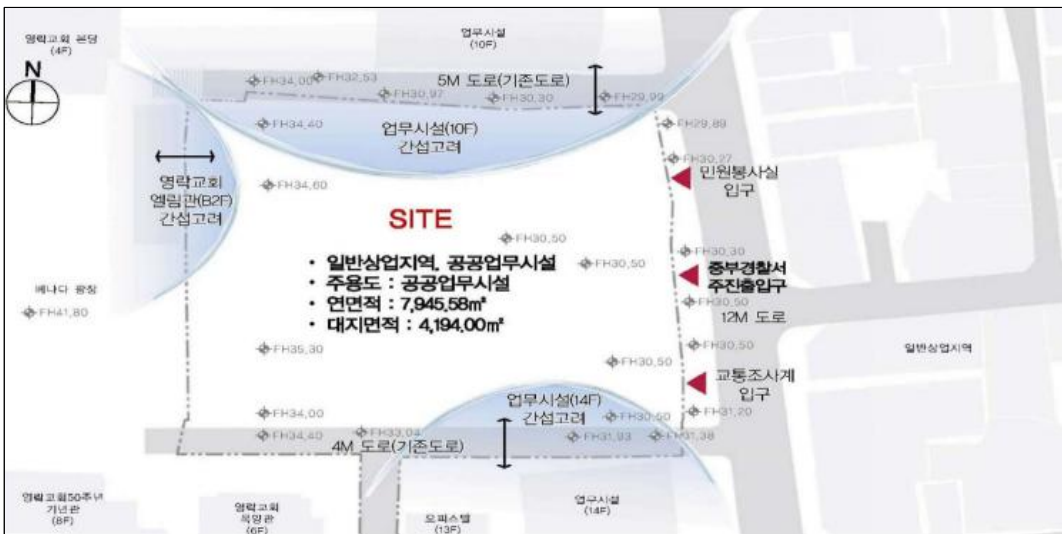 영락교회 본당
(4F)
업무시설
(10F)
N
FH34.00
FH32.53
5M 도로(기존도로)
FH30.97
FH30.30
FH29.99
FH34.40
업무시설(10F)
간섭고려
FH29.89
FH30.27
영락교회
엘림관(B2F)
간섭고려
FH34.60
민원봉사실
입구
SITE
FH30.50
FH30.50
FH30.30
• 일반상업지역, 공공업무시설
• 주용도 : 공공업무시설
• 연면적 : 7,945.58㎡
• 대지면적 : 4,194.00㎡
중부경찰서
주진출입구
베나다 광장
FH41.80
FH30.50
12M 도로
FH35.30
FH30.50
FH30.50
일반상업지역
교통조사계
입구
업무시설(14F)
간섭고려
FH34.00
FH30.50
FH31.20
FH34.40
FH33.04
4M 도로(기존도로)
FH31.93
FH31.38
영락교회50주년
기념관
(8F)
영락교회
목양관
(6F)
오피스텔
(13F)
업무시설
(14F)